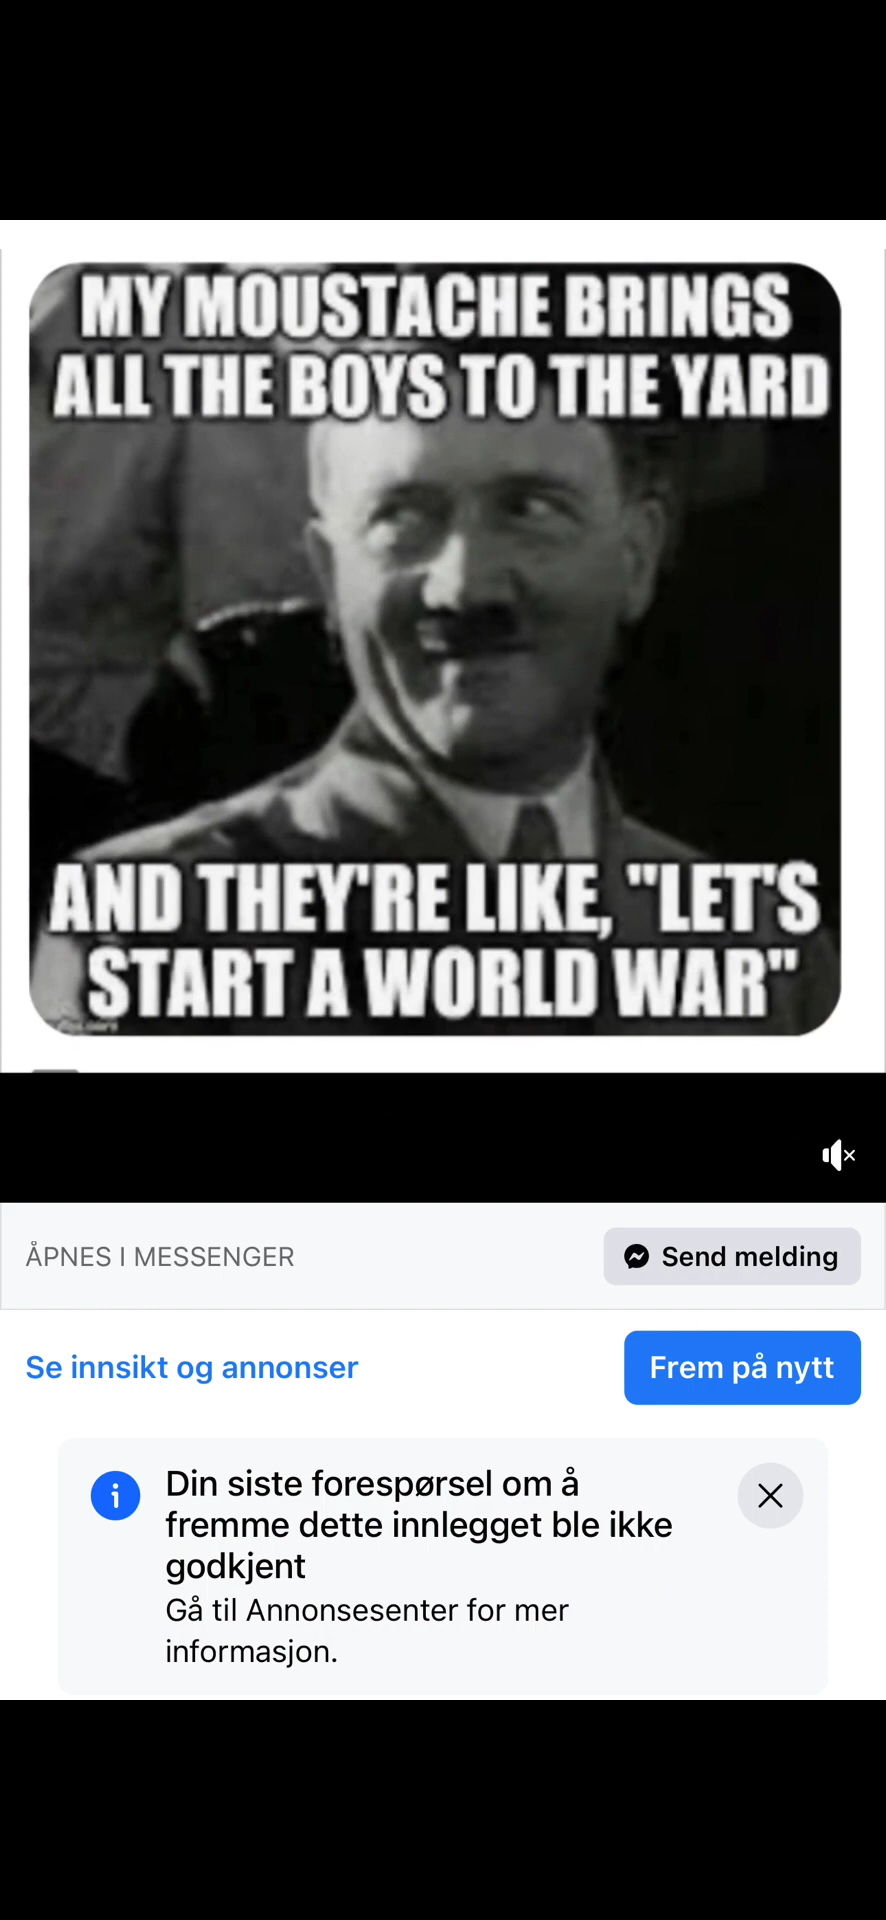 MY MOUSTACHE BRINGS
ALL THE BOYS TO THE YARD
AND THEY'RE LIKE, "LET'S
START A WORLD WAR"
ÅPNES I MESSENGER
Send melding
Se innsikt og annonser
Frem på nytt
Din siste forespørsel om å
fremme dette innlegget ble ikke
godkjent
Gå til Annonsesenter for mer
informasjon.